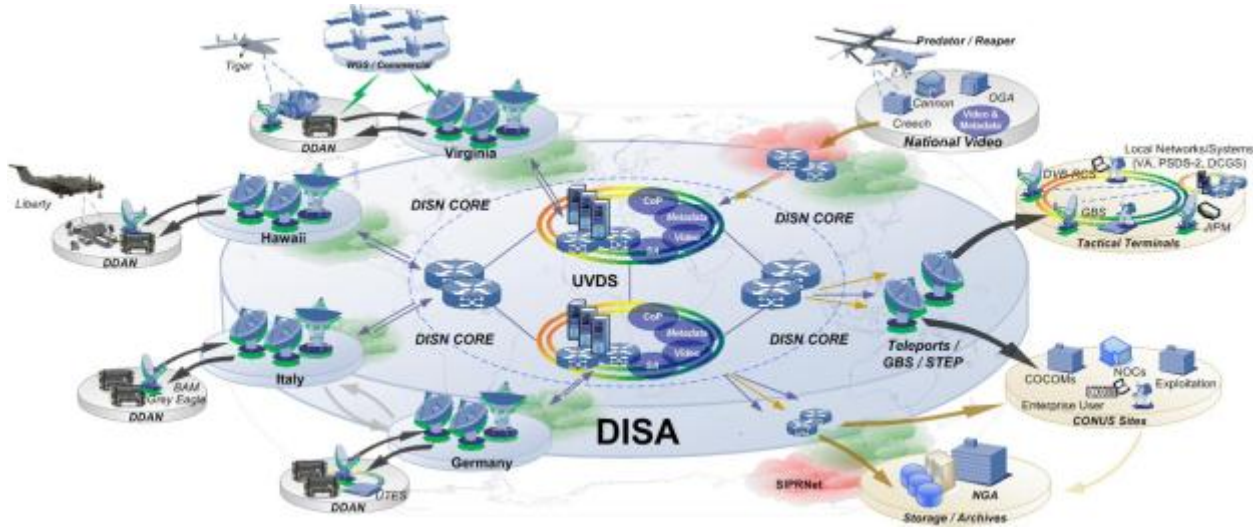 WGS / Commercial
Tiger
DDAN
Virginia
Predator / Reaper
Cannon
OGA
Creech
Video &
Metadata
National Video
Liberty
DDAN
Hawaii
DISN CORE
CoP
Metadata
Video
SA
UVDS
DISN CORE
Local Networks/Systems
(VA, PSDS-2, DCGS)
DVB-RCS
GBS
JIPM
Tactical Terminals
BAM
Grey Eagle
DDAN
Italy
DISN CORE
CoP
Metadata
Video
SA
DISN CORE
Teleports /
GBS / STEP
COCOMs
NOCs
Exploitation
Enterprise User
CONUS Sites
UTES
DDAN
Germany
DISA
SIPRNet
NGA
Storage / Archives